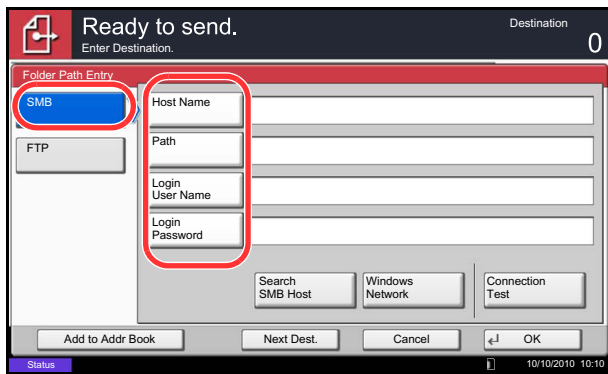 Ready to send.
Destination
Enter Destination.
0
Folder Path Entry
SMB
Host Name
FTP
Path
Login
User Name
Login
Password
Search
SMB Host
Windows
Network
Connection
Test
Add to Addr Book
Next Dest.
Cancel
OK
Status
10/10/2010 10:10